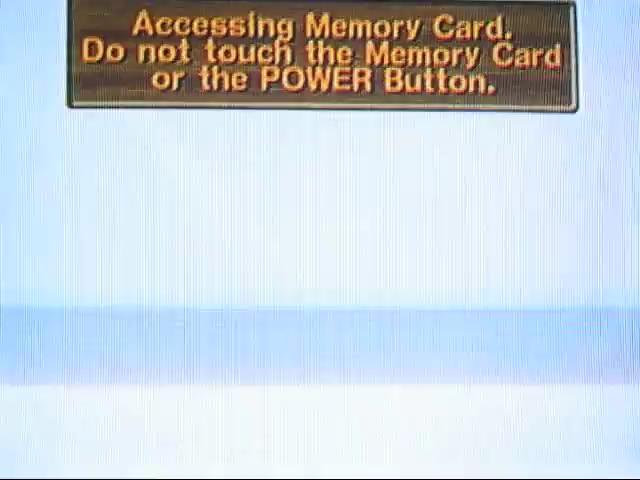 Accessing Memory Card.
Do not touch the Memory Card
or the POWER Button.